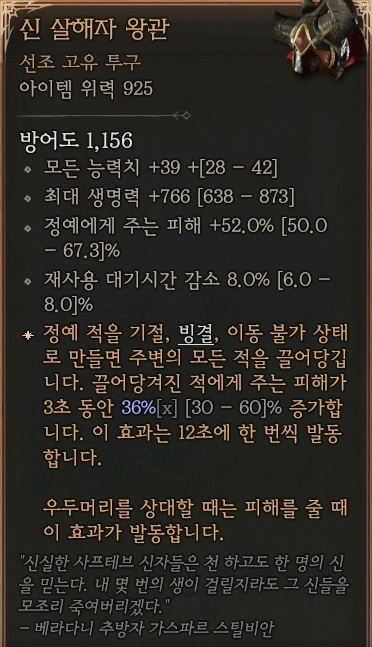 신 살해자 왕관
선조 고유 투구
아이템 위력 925
방어도 1,156
모든 능력치 +39 +[28 – 42]
최대 생명력 +766 [638 – 873]
정예에게 주는 피해 +52.0% [50.0
– 67.3]%
재사용 대기시간 감소 8.0% [6.0 –
8.0]%
정예 적을 기절, 빙결, 이동 불가 상태
로 만들면 주변의 모든 적을 끌어당깁
니다. 끌어당겨진 적에게 주는 피해가
3초 동안 36%[x] [30 – 60]% 증가합
니다. 이 효과는 12초에 한 번씩 발동
합니다.
우두머리를 상대할 때는 피해를 줄 때
이 효과가 발동합니다.
"신실한 사프테브 신자들은 천 하고도 한 명의 신
을 믿는다. 내 몇 번의 생이 걸릴지라도 그 신들을
모조리 죽여버리겠다."
– 베라다니 추방자 가스파르 스틸비안